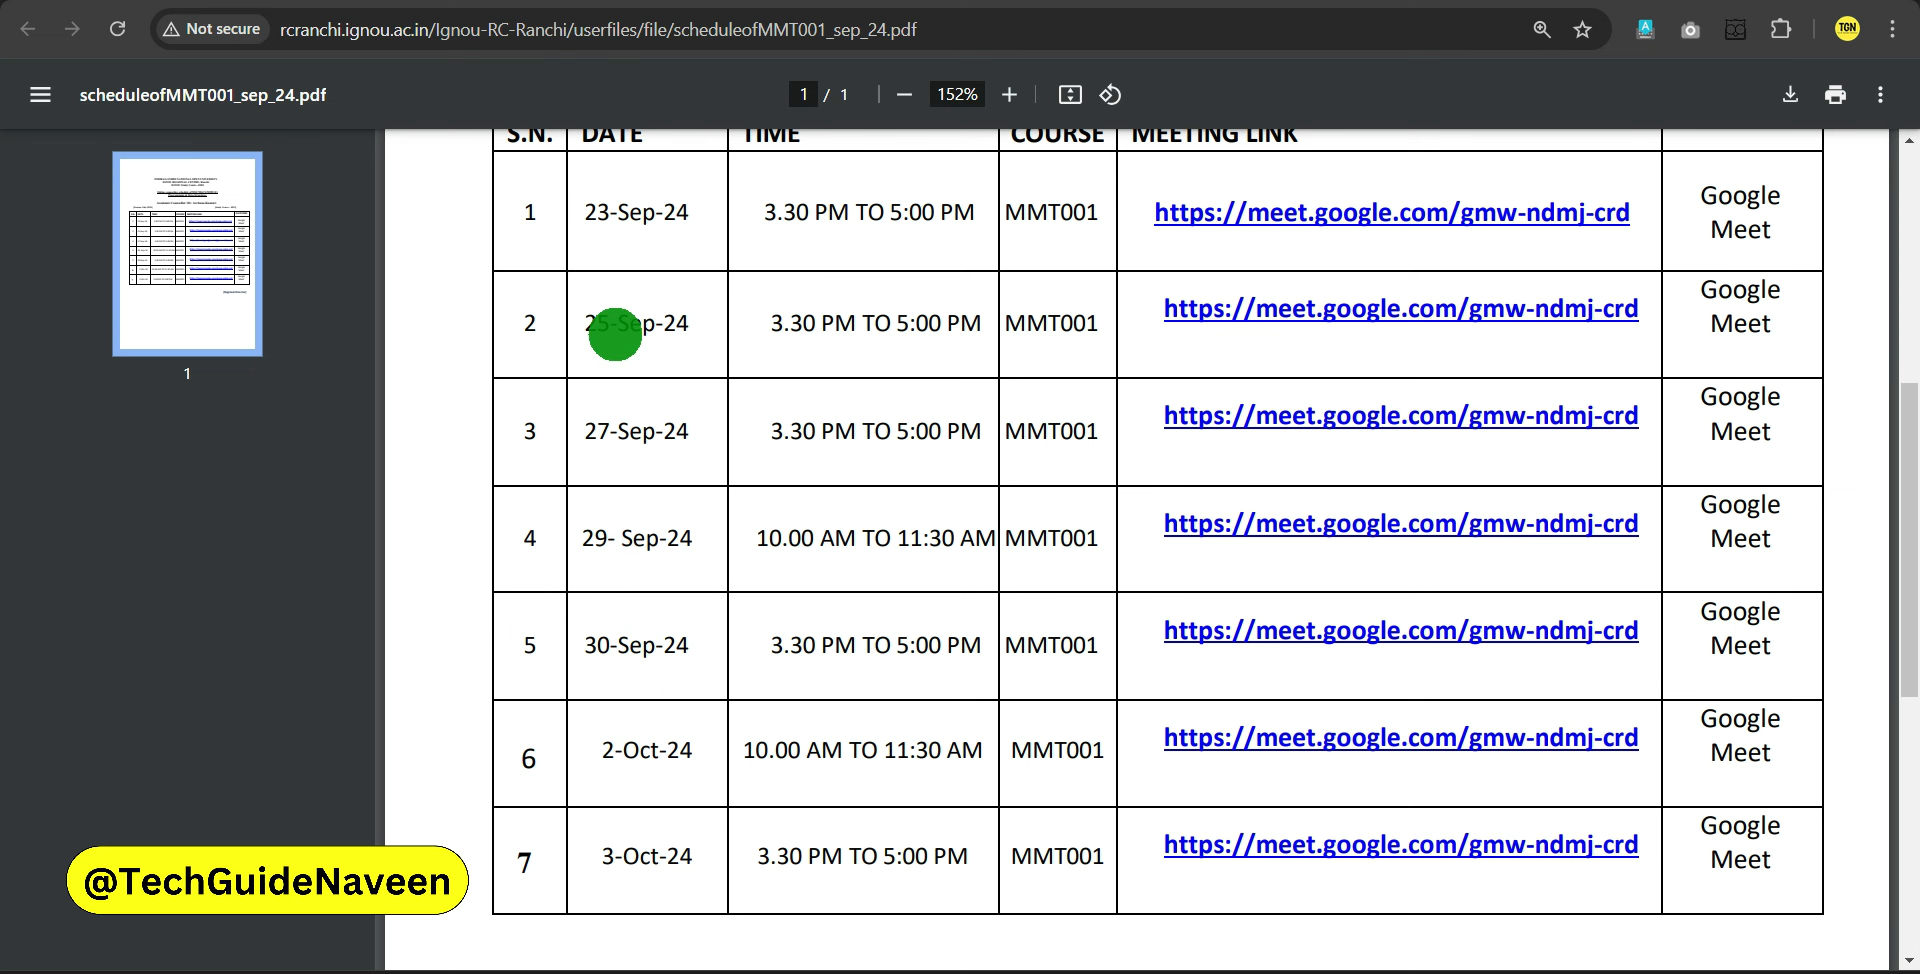 TGN
Not secure
rcranchi.ignou.ac.in/Ignou-RC-Ranchi/userfiles/file/scheduleofMMT001_sep_24.pdf
scheduleofMMT001_sep_24.pdf
1 / 1
152%
S.N. DATE TIME COURSE MEETING LINK
1 23-Sep-24 3.30 PM TO 5:00 PM MMT001 https://meet.google.com/gmw-ndmj-crd Google Meet
2 25-Sep-24 3.30 PM TO 5:00 PM MMT001 https://meet.google.com/gmw-ndmj-crd Google Meet
3 27-Sep-24 3.30 PM TO 5:00 PM MMT001 https://meet.google.com/gmw-ndmj-crd Google Meet
4 29- Sep-24 10.00 AM TO 11:30 AM MMT001 https://meet.google.com/gmw-ndmj-crd Google Meet
5 30-Sep-24 3.30 PM TO 5:00 PM MMT001 https://meet.google.com/gmw-ndmj-crd Google Meet
6 2-Oct-24 10.00 AM TO 11:30 AM MMT001 https://meet.google.com/gmw-ndmj-crd Google Meet
7 3-Oct-24 3.30 PM TO 5:00 PM MMT001 https://meet.google.com/gmw-ndmj-crd Google Meet
1
@TechGuideNaveen